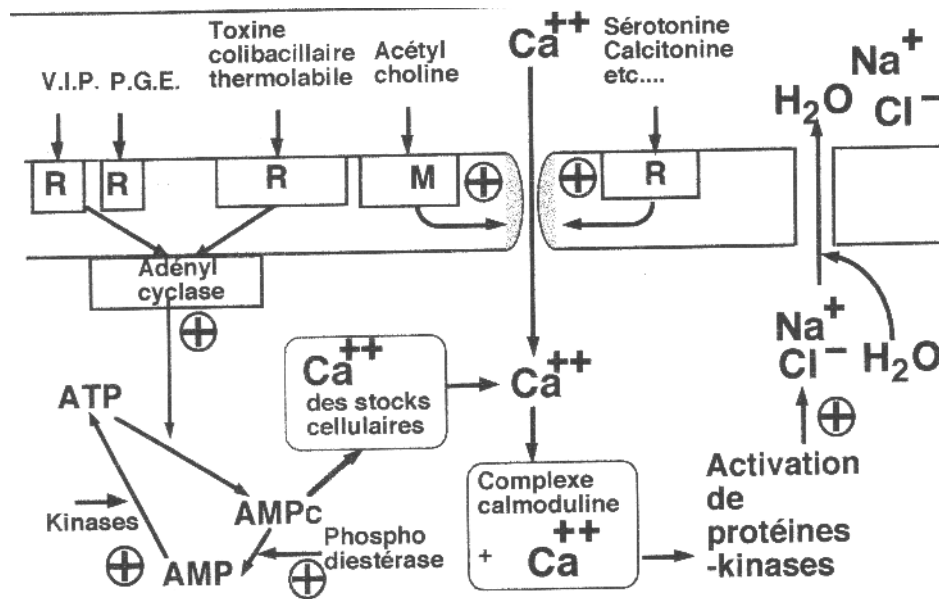 V.I.P. P.G.E.
Toxine
colibacillaire
thermolabile
Acétyl
choline
Ca++
Sérotonine
Calcitonine
etc....
H₂O Na+
Cl–
R
R
R
M
+
+
R
Adényl
cyclase
+
Ca++
des stocks
cellulaires
Ca++
Na+
Cl– H₂O
ATP
+
Kinases
AMPc
Phospho
diestérase
+
AMP
+
Complexe
calmoduline
+ Ca++
Activation
de
protéines
-kinases